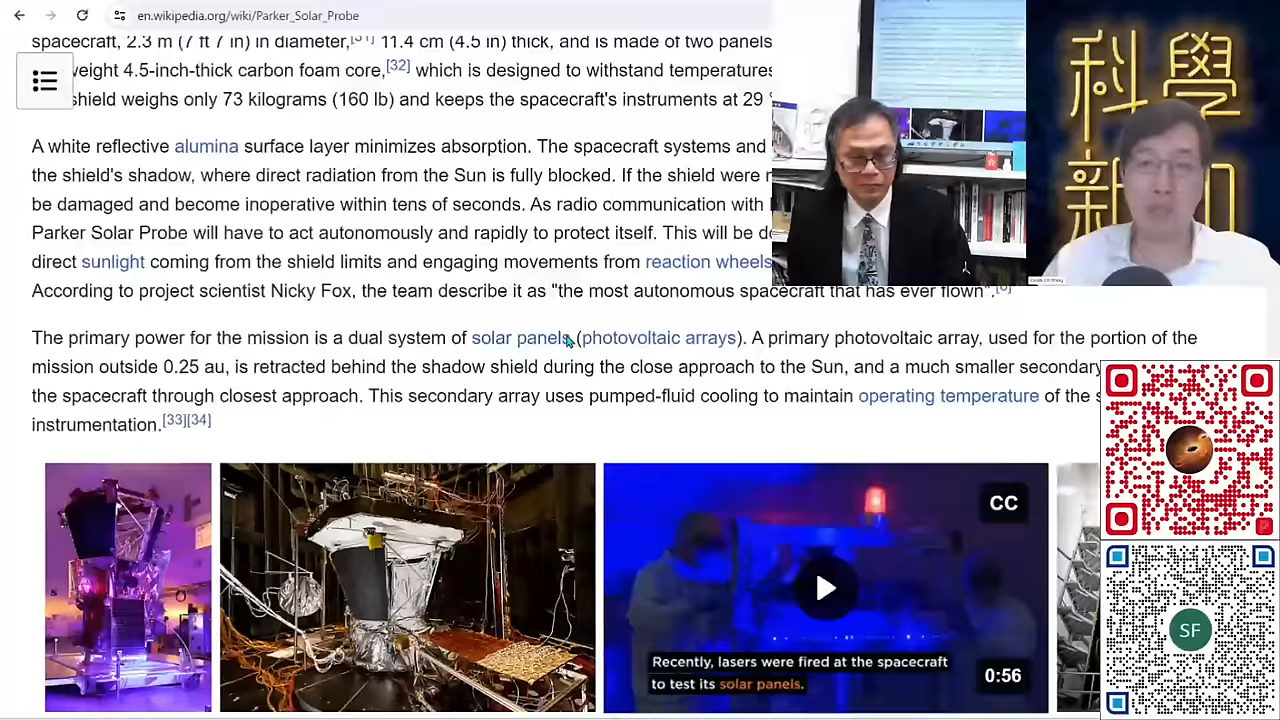 en.wikipedia.org/wiki/Parker_Solar_Probe
spacecraft, 2.3 m
11.4 cm (4.5 in) thick, and is made of two panels
eight 4.5-inch-thick carbon foam core,[32] which is designed to withstand temperatures
shield weighs only 73 kilograms (160 lb) and keeps the spacecraft's instruments at 29
A white reflective alumina surface layer minimizes absorption. The spacecraft systems and
the shield's shadow, where direct radiation from the Sun is fully blocked. If the shield were
be damaged and become inoperative within tens of seconds. As radio communication with
Parker Solar Probe will have to act autonomously and rapidly to protect itself. This will be
direct sunlight coming from the shield limits and engaging movements from reaction wheels
According to project scientist Nicky Fox, the team describe it as "the most autonomous spacecraft that has ever flown".[6]
The primary power for the mission is a dual system of solar panels (photovoltaic arrays). A primary photovoltaic array, used for the portion of the
mission outside 0.25 au, is retracted behind the shadow shield during the close approach to the Sun, and a much smaller secondary
the spacecraft through closest approach. This secondary array uses pumped-fluid cooling to maintain operating temperature of the
instrumentation.[33][34]
科學
新知
CC
Recently, lasers were fired at the spacecraft
to test its solar panels.
0:56
SF